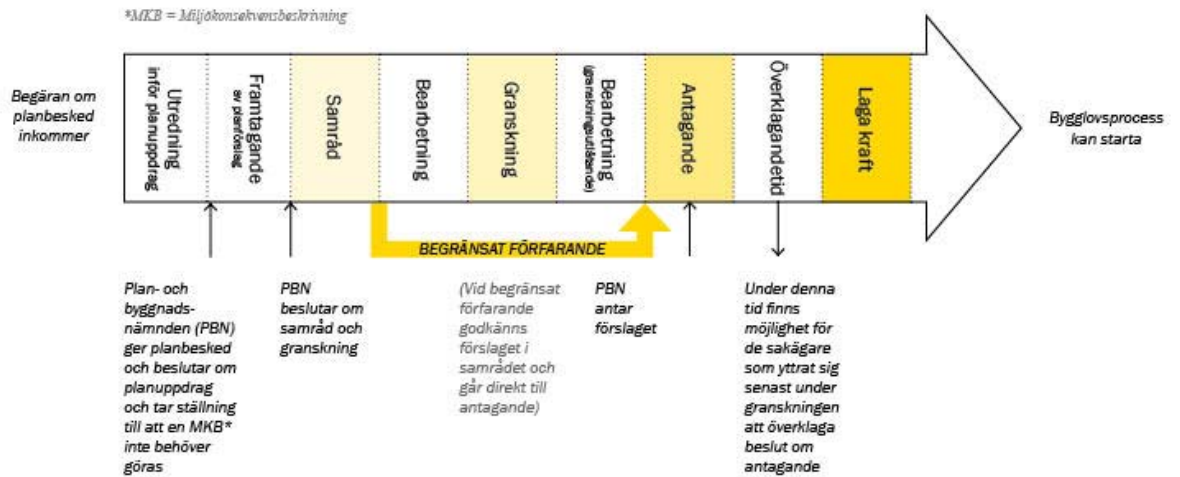 *MKB = Miljökonsekvensbeskrivning
Begäran om
planbesked
inkommer
Utredning
inför planuppdrag
Framtagande
av planförslag
Samråd
Bearbetning
Granskning
Bearbetning
(granskningsutlåtande)
Antagande
Överklagandetid
Laga kraft
Bygglovsprocess
kan starta
BEGRÄNSAT FÖRFARANDE
Plan- och
byggnads-
nämnden (PBN)
ger planbesked
och beslutar om
planuppdrag
och tar ställning
till att en MKB*
inte behöver
göras
PBN
beslutar om
samråd och
granskning
(Vid begränsat
förfarande
godkänns
förslaget i
samrådet och
går direkt till
antagande)
PBN
antar
förslaget
Under denna
tid finns
möjlighet för
de sakägare
som yttrat sig
senast under
granskningen
att överklaga
beslut om
antagande